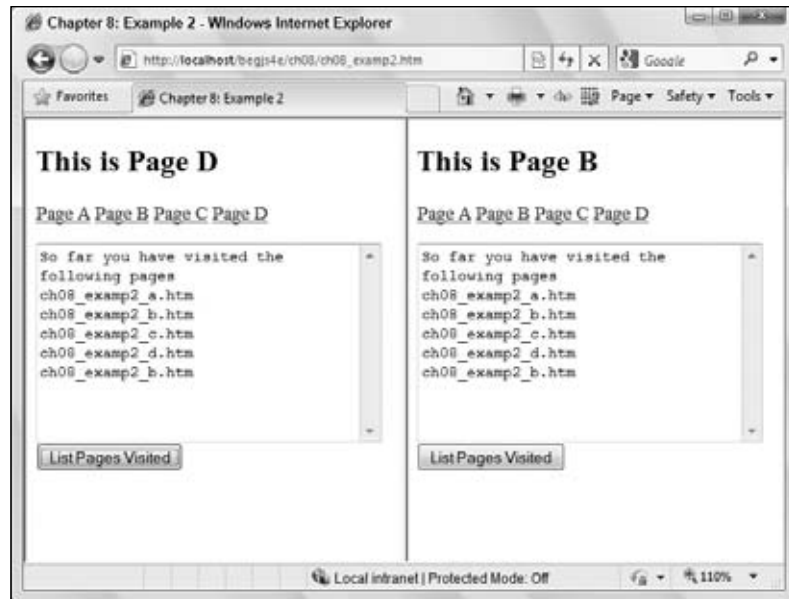 Chapter 8: Example 2 - Windows Internet Explorer
http://localhost/begjs4e/ch08/ch08_examp2.htm
Google
Favorites
Chapter 8: Example 2
Page
Safety
Tools
This is Page D
Page A Page B Page C Page D
So far you have visited the
following pages
ch08_examp2_a.htm
ch08_examp2_b.htm
ch08_examp2_c.htm
ch08_examp2_d.htm
ch08_examp2_b.htm
List Pages Visited
This is Page B
Page A Page B Page C Page D
So far you have visited the
following pages
ch08_examp2_a.htm
ch08_examp2_b.htm
ch08_examp2_c.htm
ch08_examp2_d.htm
ch08_examp2_b.htm
List Pages Visited
Local intranet | Protected Mode: Off
110%